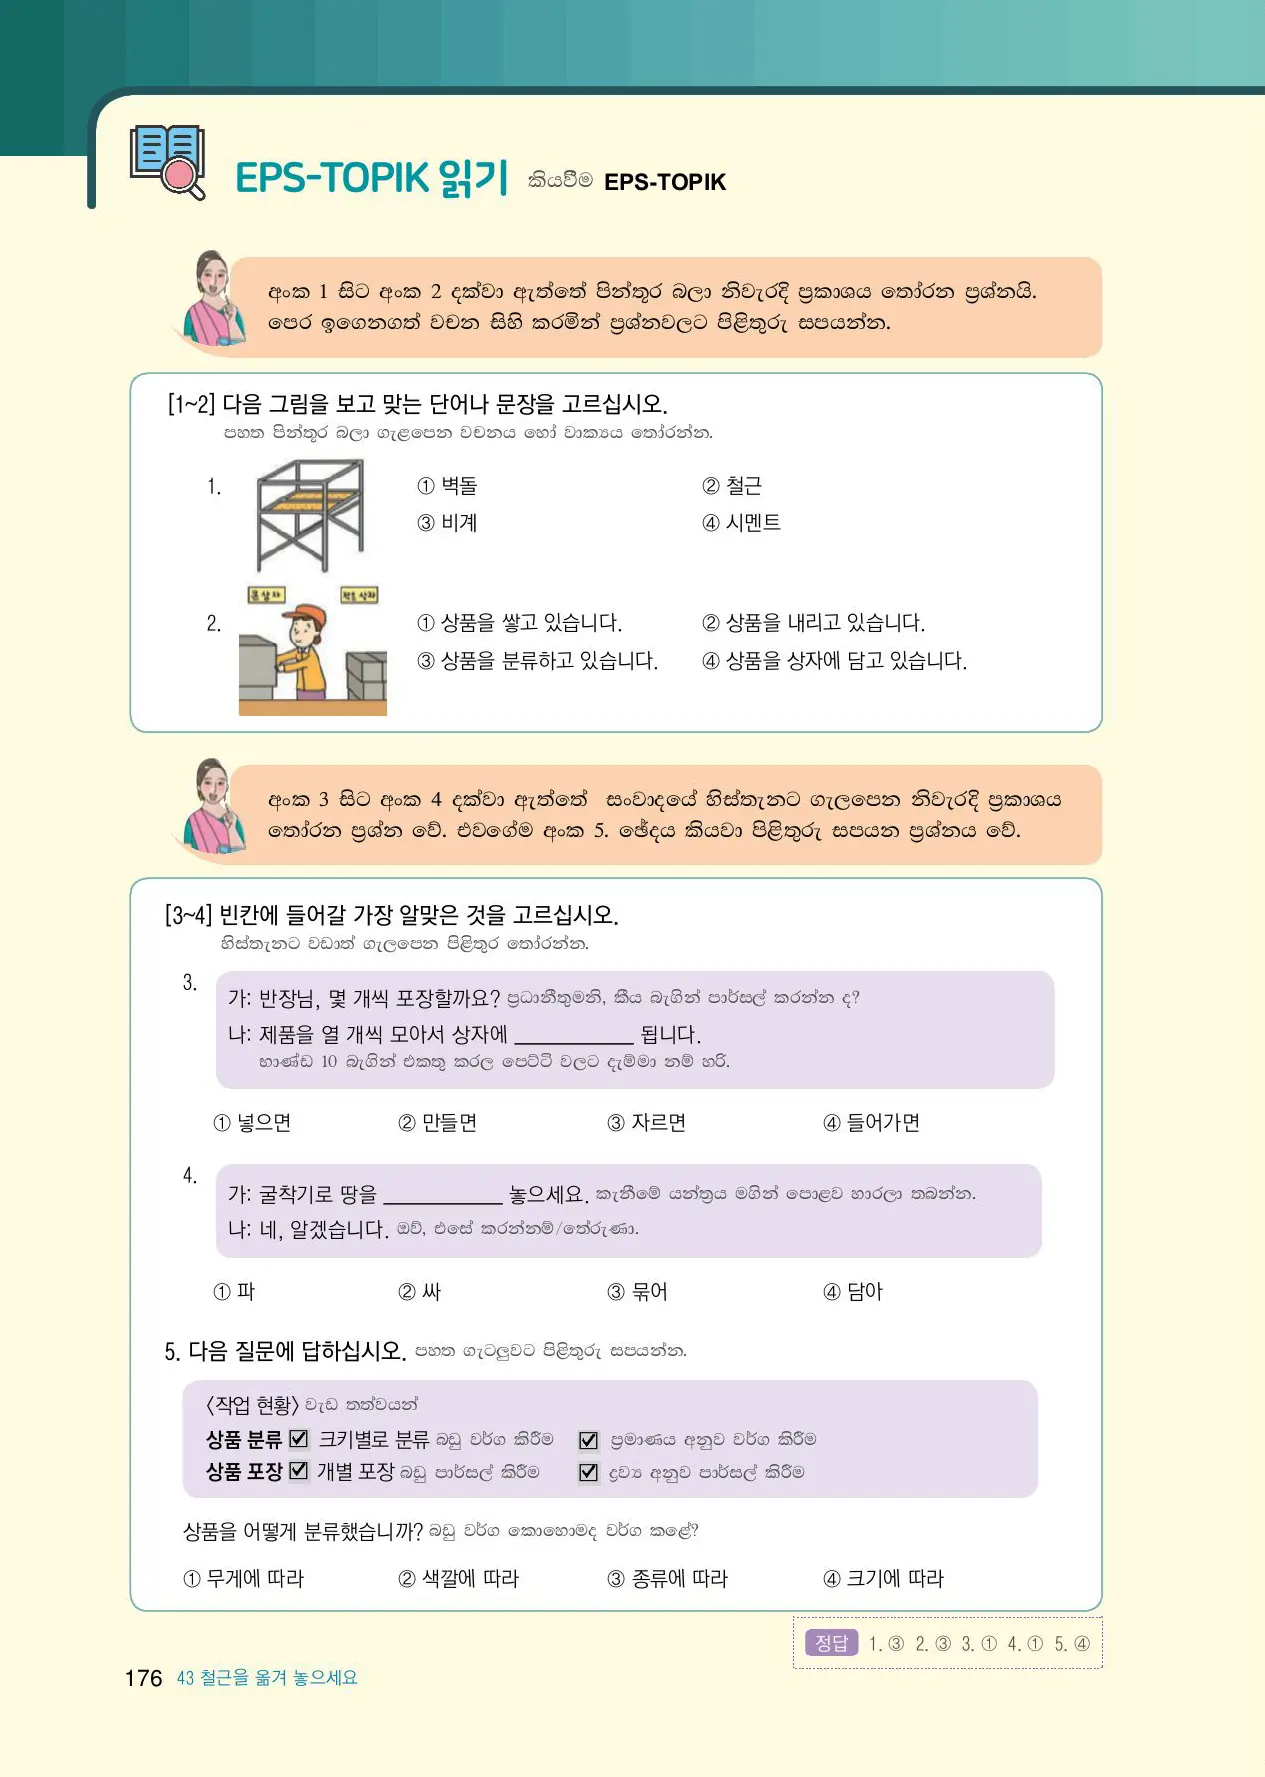 EPS-TOPIK 읽기 කියවීම EPS-TOPIK
අංක 1 සිට අංක 2 දක්වා ඇත්තේ පින්තූර බලා නිවැරදි ප්‍රකාශය තෝරන ප්‍රශ්නයි.
පෙර ඉගෙනගත් වචන සිහි කරමින් ප්‍රශ්නවලට පිළිතුරු සපයන්න.
[1~2] 다음 그림을 보고 맞는 단어나 문장을 고르십시오.
පහත පින්තූර බලා ගැළපෙන වචනය හෝ වාක්‍යය තෝරන්න.
1.
① 벽돌 ② 철근
③ 비계 ④ 시멘트
큰 상자 작은 상자
2.
① 상품을 쌓고 있습니다. ② 상품을 내리고 있습니다.
③ 상품을 분류하고 있습니다. ④ 상품을 상자에 담고 있습니다.
අංක 3 සිට අංක 4 දක්වා ඇත්තේ සංවාදයේ හිස්තැනට ගැලපෙන නිවැරදි ප්‍රකාශය
තෝරන ප්‍රශ්න වේ. එවගේම අංක 5. ඡේදය කියවා පිළිතුරු සපයන ප්‍රශ්නය වේ.
[3~4] 빈칸에 들어갈 가장 알맞은 것을 고르십시오.
හිස්තැනට වඩාත් ගැලපෙන පිළිතුර තෝරන්න.
3.
가: 반장님, 몇 개씩 포장할까요? ප්‍රධානීතුමනි, කීය බැගින් පාර්සල් කරන්න ද?
나: 제품을 열 개씩 모아서 상자에 ____________ 됩니다.
භාණ්ඩ 10 බැගින් එකතු කරල පෙට්ටි වලට දැම්මා නම් හරි.
① 넣으면 ② 만들면 ③ 자르면 ④ 들어가면
4.
가: 굴착기로 땅을 ____________ 놓으세요. කැනීමේ යන්ත්‍රය මගින් පොළව හාරලා තබන්න.
나: 네, 알겠습니다. ඔව්, එසේ කරන්නම්/තේරුණා.
① 파 ② 싸 ③ 묶어 ④ 담아
5. 다음 질문에 답하십시오. පහත ගැටලුවට පිළිතුරු සපයන්න.
〈작업 현황〉 වැඩ තත්වයන්
상품 분류 ☑ 크키별로 분류 බඩු වර්ග කිරීම ☑ ප්‍රමාණය අනුව වර්ග කිරීම
상품 포장 ☑ 개별 포장 බඩු පාර්සල් කිරීම ☑ ද්‍රව්‍ය අනුව පාර්සල් කිරීම
상품을 어떻게 분류했습니까? බඩු වර්ග කොහොමද වර්ග කළේ?
① 무게에 따라 ② 색깔에 따라 ③ 종류에 따라 ④ 크기에 따라
정답 1. ③ 2. ③ 3. ① 4. ① 5. ④
176 43 철근을 옮겨 놓으세요